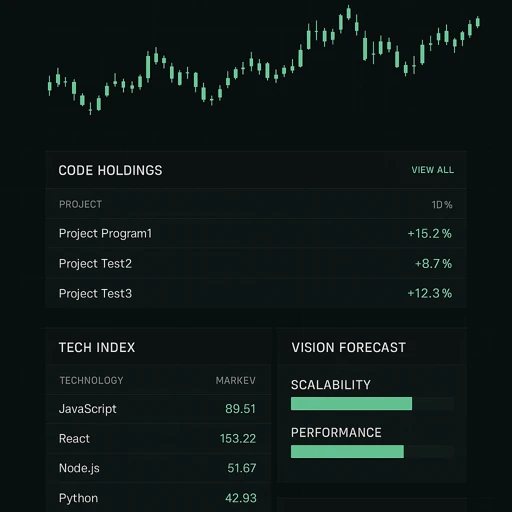 CODE HOLDINGS VIEW ALL
PROJECT 1D%
Project Program1 +15.2%
Project Test2 +8.7%
Project Test3 +12.3%
TECH INDEX
TECHNOLOGY MARKEV
JavaScript 89.51
React 153.22
Node.js 51.67
Python 42.93
VISION FORECAST
SCALABILITY
PERFORMANCE